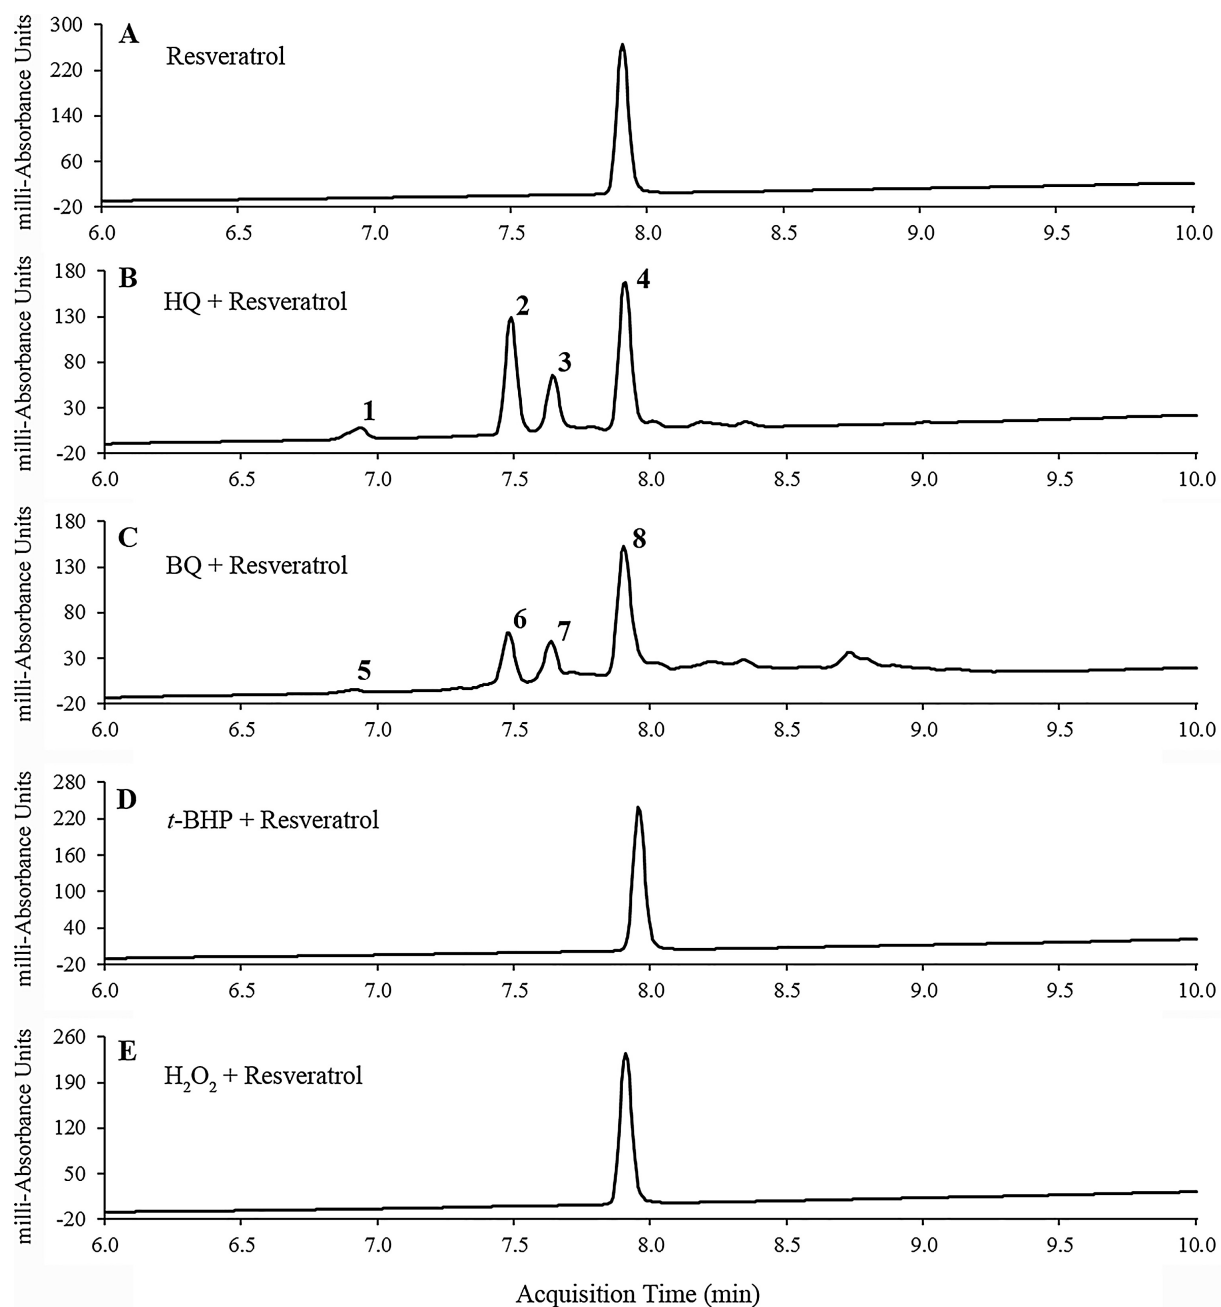 A
Resveratrol
milli-Absorbance Units
300
220
140
60
-20
6.0 6.5 7.0 7.5 8.0 8.5 9.0 9.5 10.0
B
HQ + Resveratrol
milli-Absorbance Units
180
130
80
30
-20
1 2 3 4
6.0 6.5 7.0 7.5 8.0 8.5 9.0 9.5 10.0
C
BQ + Resveratrol
milli-Absorbance Units
180
130
80
30
-20
5 6 7 8
6.0 6.5 7.0 7.5 8.0 8.5 9.0 9.5 10.0
D
t-BHP + Resveratrol
milli-Absorbance Units
280
220
160
100
40
-20
6.0 6.5 7.0 7.5 8.0 8.5 9.0 9.5 10.0
E
H₂O₂ + Resveratrol
milli-Absorbance Units
260
190
120
50
-20
6.0 6.5 7.0 7.5 8.0 8.5 9.0 9.5 10.0
Acquisition Time (min)